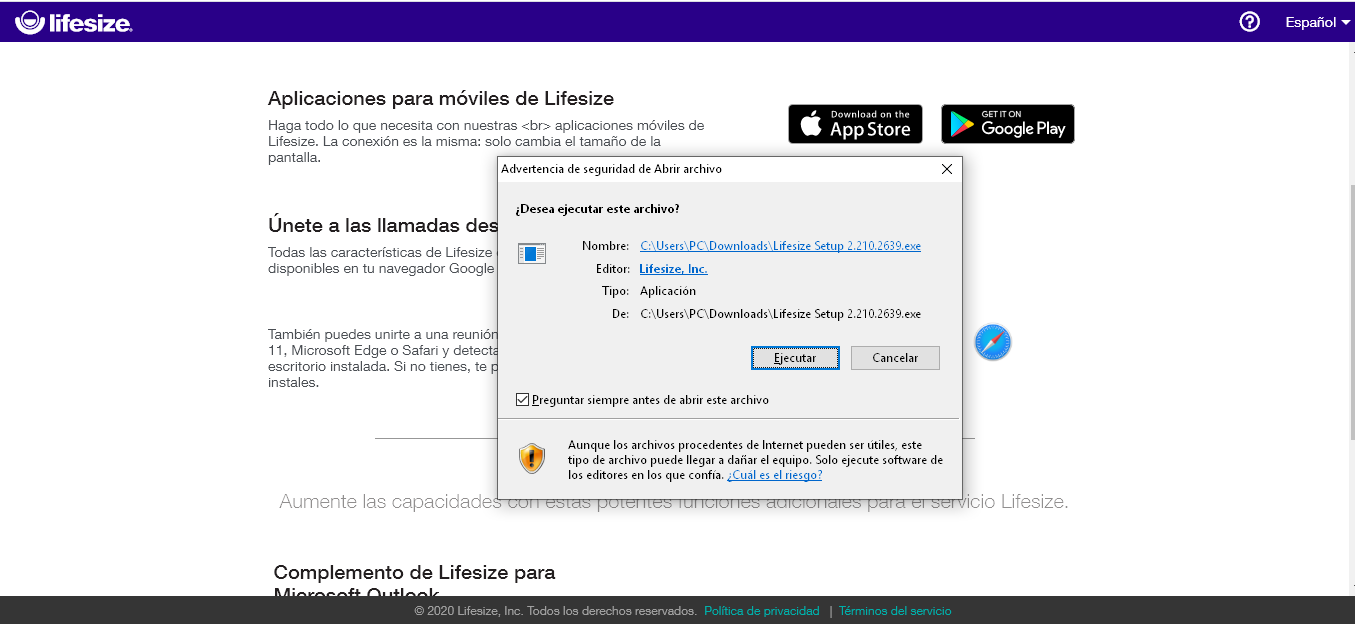 lifesize
Español
Aplicaciones para móviles de Lifesize
Haga todo lo que necesita con nuestras <br> aplicaciones móviles de
Lifesize. La conexión es la misma: solo cambia el tamaño de la
pantalla.
Download on the
App Store
GET IT ON
Google Play
Únete a las llamadas des
Todas las características de Lifesize
disponibles en tu navegador Google
También puedes unirte a una reunión
11, Microsoft Edge o Safari y detecta
escritorio instalada. Si no tienes, te p
instales.
Advertencia de seguridad de Abrir archivo
¿Desea ejecutar este archivo?
Nombre: C:\Users\PC\Downloads\Lifesize Setup 2.210.2639.exe
Editor: Lifesize, Inc.
Tipo: Aplicación
De: C:\Users\PC\Downloads\Lifesize Setup 2.210.2639.exe
Ejecutar
Cancelar
Preguntar siempre antes de abrir este archivo
Aunque los archivos procedentes de Internet pueden ser útiles, este
tipo de archivo puede llegar a dañar el equipo. Solo ejecute software de
los editores en los que confía. ¿Cuál es el riesgo?
Aumente las capacidades con estas potentes funciones adicionales para el servicio Lifesize.
Complemento de Lifesize para
Microsoft Outlook
© 2020 Lifesize, Inc. Todos los derechos reservados. Política de privacidad | Términos del servicio